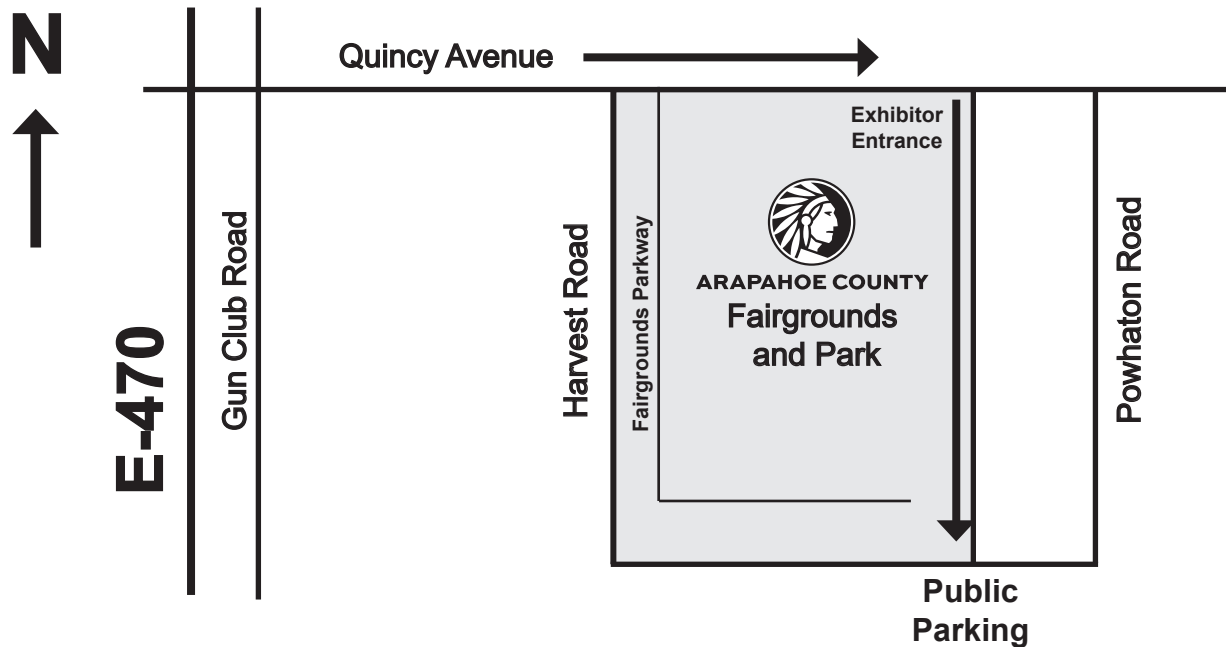 N
Quincy Avenue
Exhibitor
Entrance
E-470
Gun Club Road
Harvest Road
Fairgrounds Parkway
ARAPAHOE COUNTY
Fairgrounds
and Park
Powhaton Road
Public
Parking